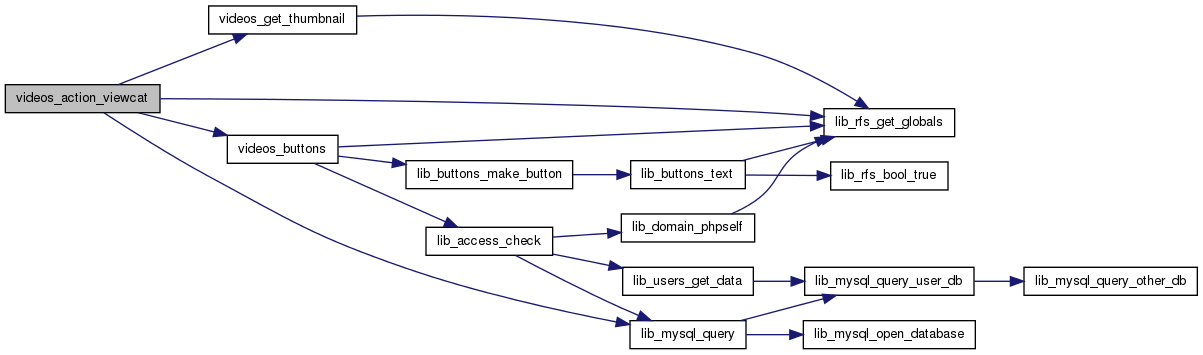 videos_get_thumbnail
videos_action_viewcat
lib_rfs_get_globals
videos_buttons
lib_buttons_make_button
lib_buttons_text
lib_rfs_bool_true
lib_domain_phpself
lib_access_check
lib_users_get_data
lib_mysql_query_user_db
lib_mysql_query_other_db
lib_mysql_query
lib_mysql_open_database